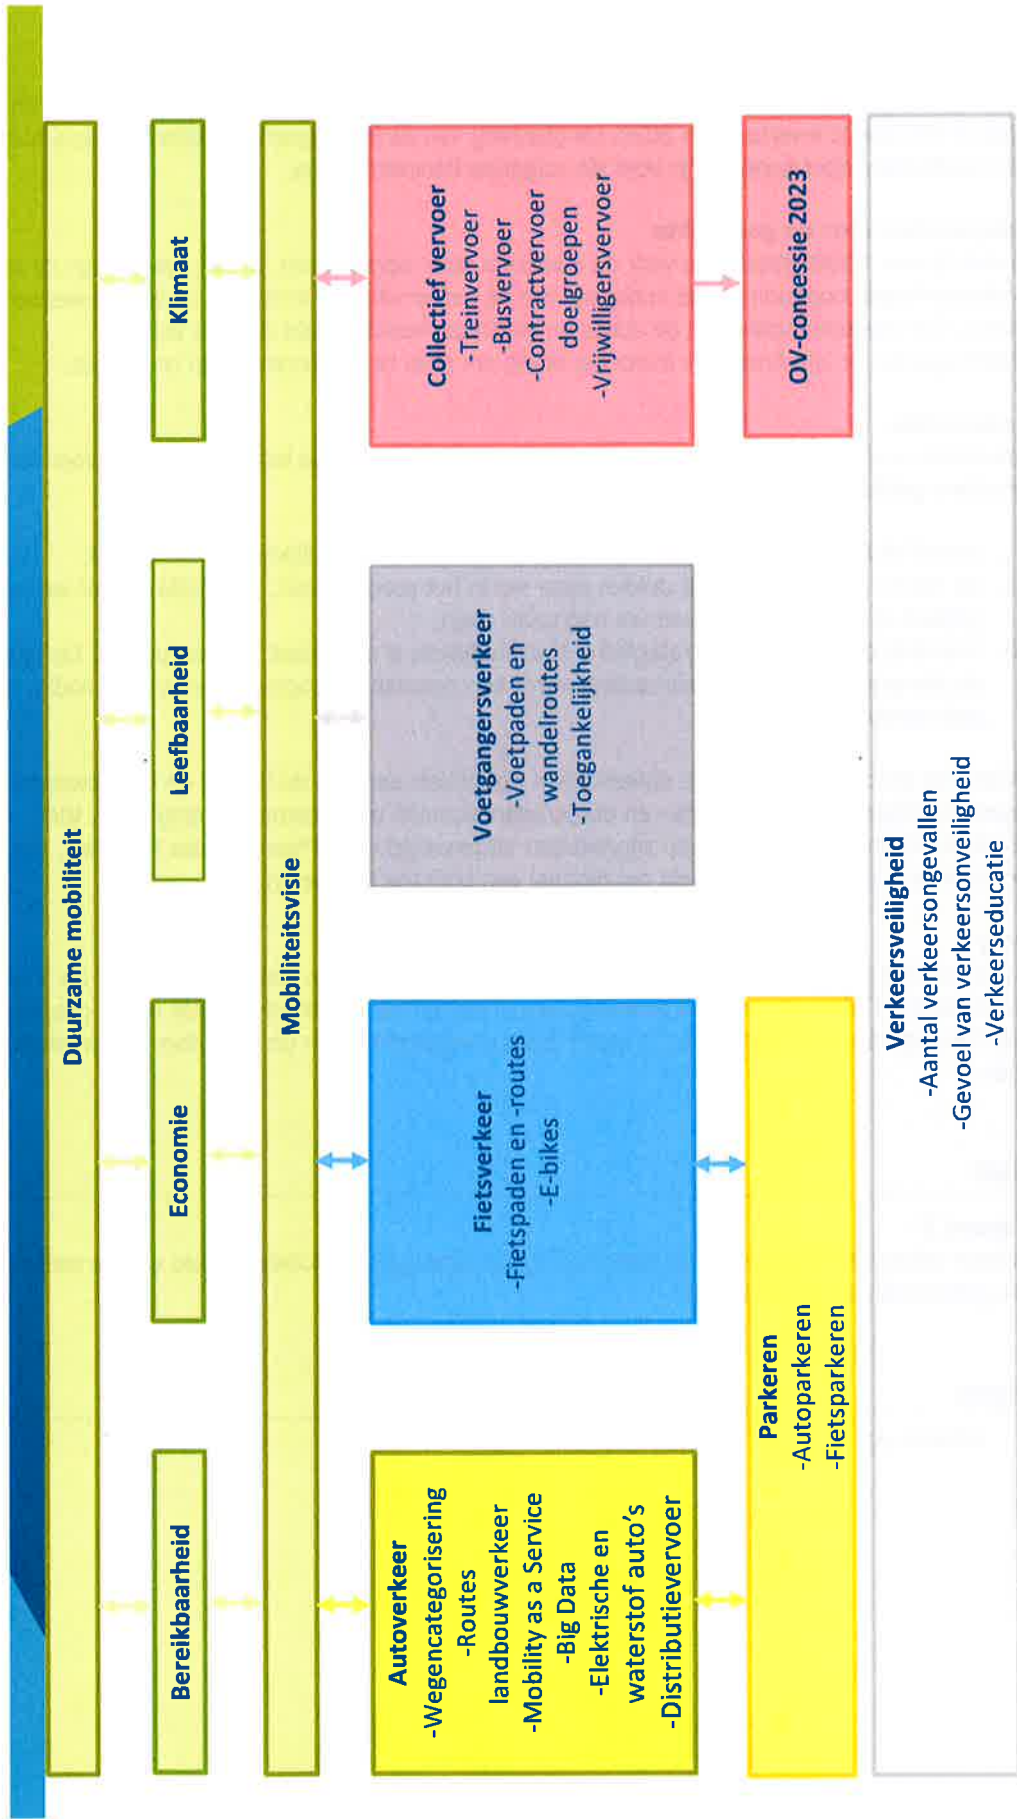 Duurzame mobiliteit
Bereikbaarheid
Economie
Leefbaarheid
Klimaat
Mobiliteitsvisie
Autoverkeer
-Wegencategorisering
-Routes
landbouwverkeer
-Mobility as a Service
-Big Data
-Elektrische en
waterstof auto's
-Distributievervoer
Fietsverkeer
-Fietspaden en -routes
-E-bikes
Voetgangersverkeer
-Voetpaden en
wandelroutes
-Toegankelijkheid
Collectief vervoer
-Treinvervoer
-Busvervoer
-Contractvervoer
doelgroepen
-Vrijwilligersvervoer
Parkeren
-Autoparkeren
-Fietsparkeren
OV-concessie 2023
Verkeersveiligheid
-Aantal verkeersongevallen
-Gevoel van verkeersonveiligheid
-Verkeerseducatie